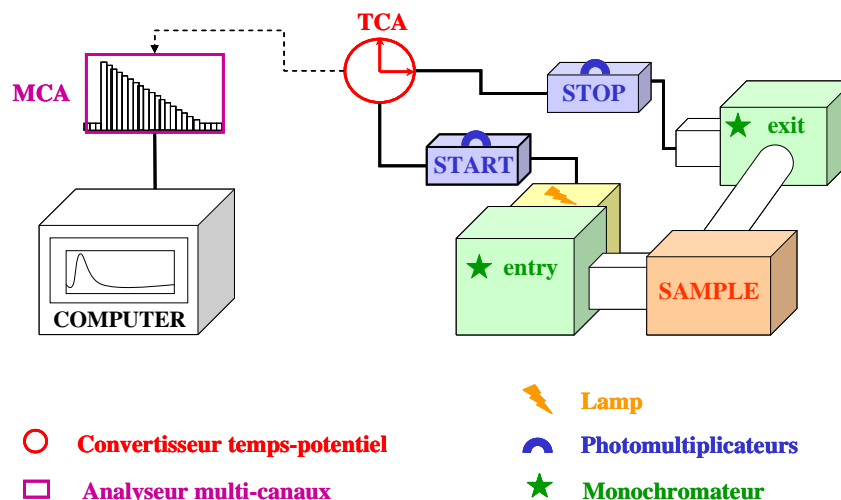 TCA
MCA
STOP
exit
START
entry
SAMPLE
COMPUTER
Lamp
Convertisseur temps-potentiel
Photomultiplicateurs
Analyseur multi-canaux
Monochromateur